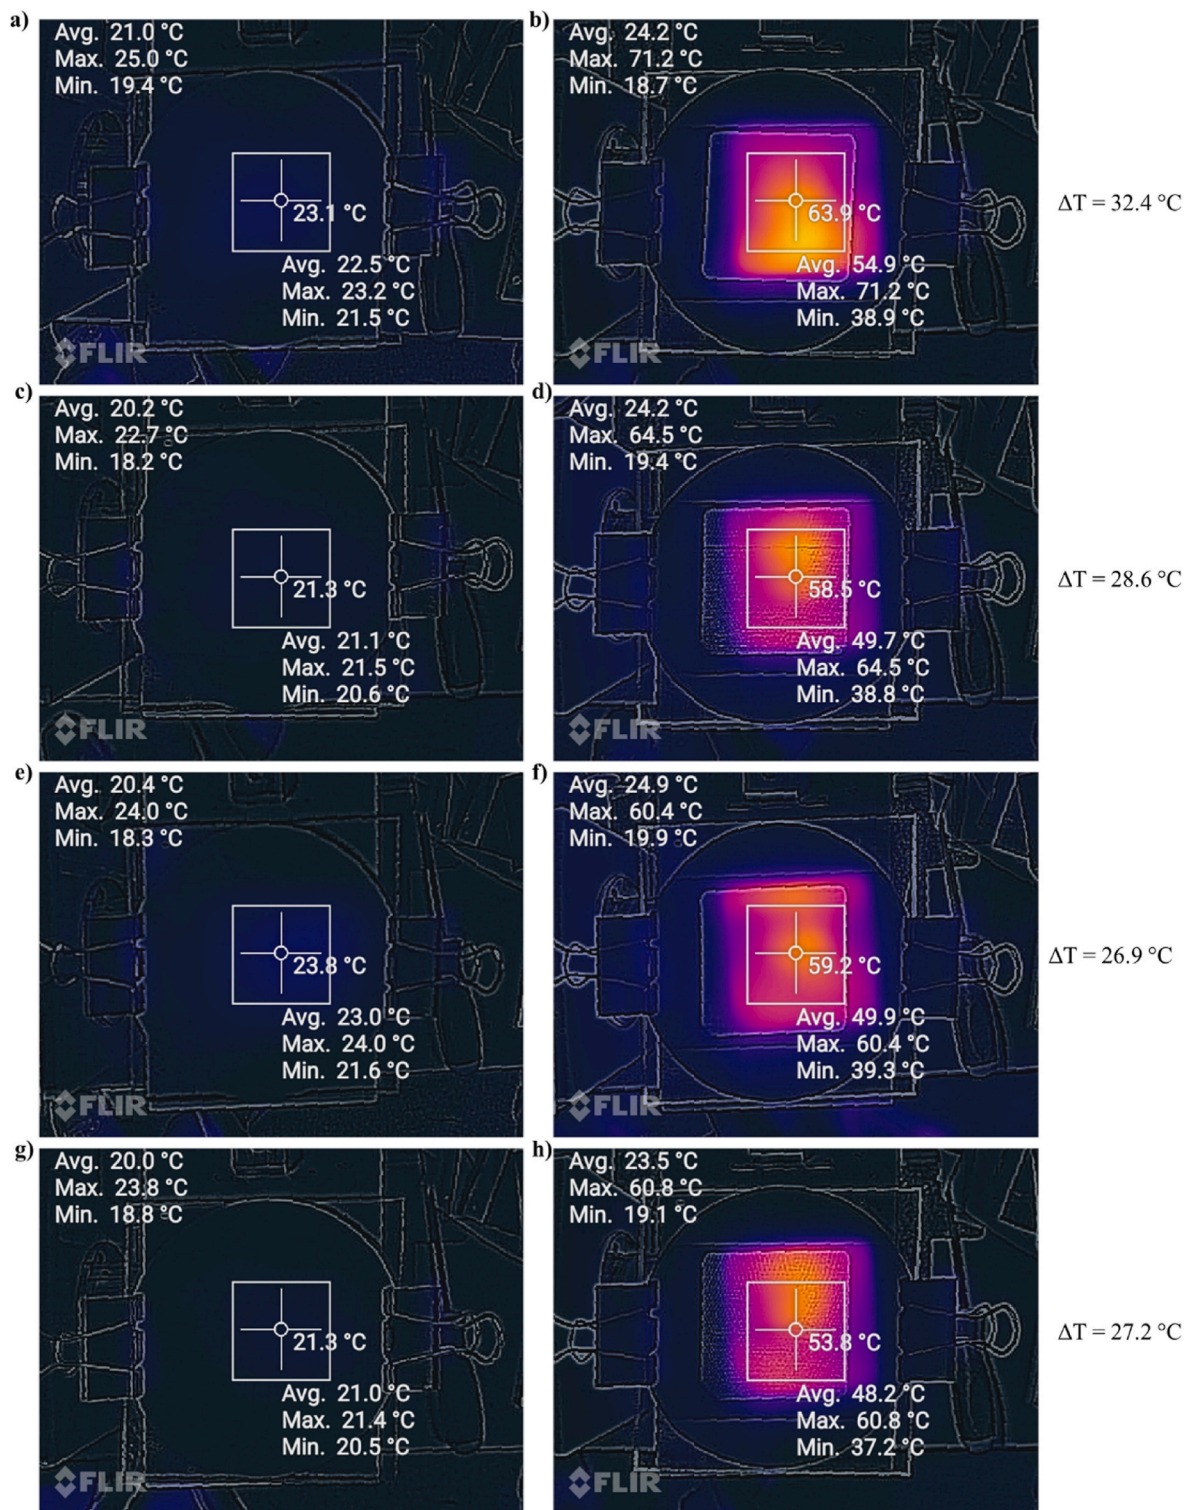 a)
Avg. 21.0 °C
Max. 25.0 °C
Min. 19.4 °C
23.1 °C
Avg. 22.5 °C
Max. 23.2 °C
Min. 21.5 °C
FLIR
b)
Avg. 24.2 °C
Max. 71.2 °C
Min. 18.7 °C
63.9 °C
Avg. 54.9 °C
Max. 71.2 °C
Min. 38.9 °C
FLIR
ΔT = 32.4 °C
c)
Avg. 20.2 °C
Max. 22.7 °C
Min. 18.2 °C
21.3 °C
Avg. 21.1 °C
Max. 21.5 °C
Min. 20.6 °C
FLIR
d)
Avg. 24.2 °C
Max. 64.5 °C
Min. 19.4 °C
58.5 °C
Avg. 49.7 °C
Max. 64.5 °C
Min. 38.8 °C
FLIR
ΔT = 28.6 °C
e)
Avg. 20.4 °C
Max. 24.0 °C
Min. 18.3 °C
23.8 °C
Avg. 23.0 °C
Max. 24.0 °C
Min. 21.6 °C
FLIR
f)
Avg. 24.9 °C
Max. 60.4 °C
Min. 19.9 °C
59.2 °C
Avg. 49.9 °C
Max. 60.4 °C
Min. 39.3 °C
FLIR
ΔT = 26.9 °C
g)
Avg. 20.0 °C
Max. 23.8 °C
Min. 18.8 °C
21.3 °C
Avg. 21.0 °C
Max. 21.4 °C
Min. 20.5 °C
FLIR
h)
Avg. 23.5 °C
Max. 60.8 °C
Min. 19.1 °C
53.8 °C
Avg. 48.2 °C
Max. 60.8 °C
Min. 37.2 °C
FLIR
ΔT = 27.2 °C